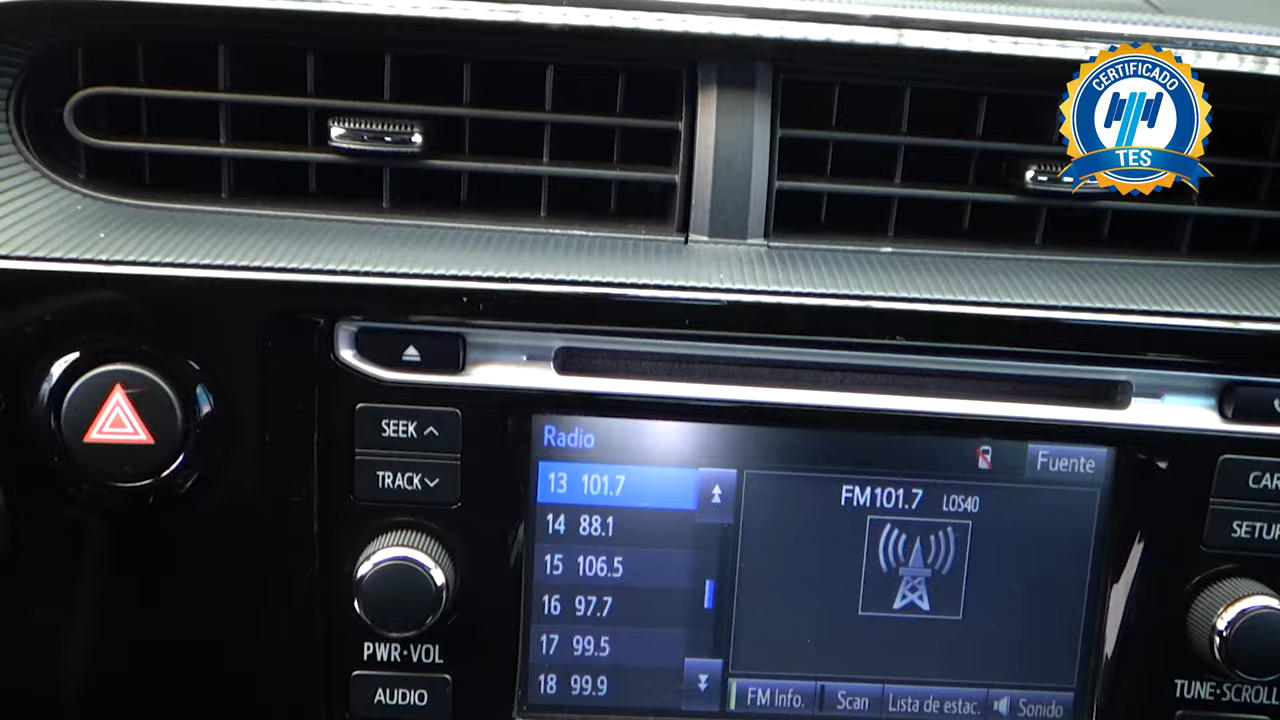 CERTIFICADO
TES
SEEK
TRACK
PWR·VOL
AUDIO
Radio
Fuente
13 101.7
14 88.1
15 106.5
16 97.7
17 99.5
18 99.9
FM101.7 LOS40
FM Info.
Scan
Lista de estac.
Sonido
CAR
SETUP
TUNE·SCROLL